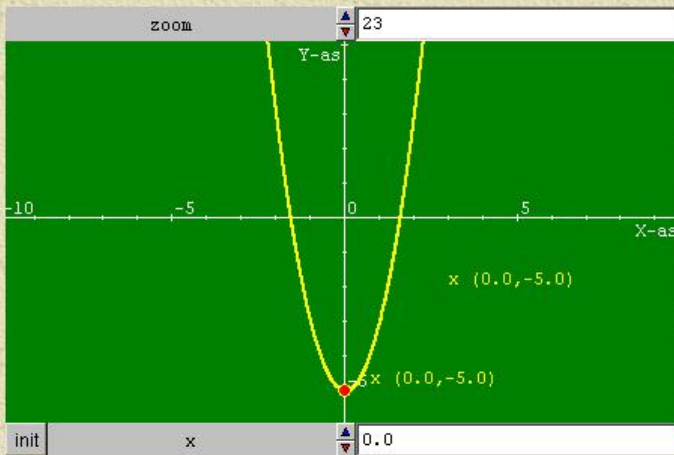 zoom 23
Y-as
-10 -5 0 5
X-as
x (0.0,-5.0)
x (0.0,-5.0)
init x 0.0